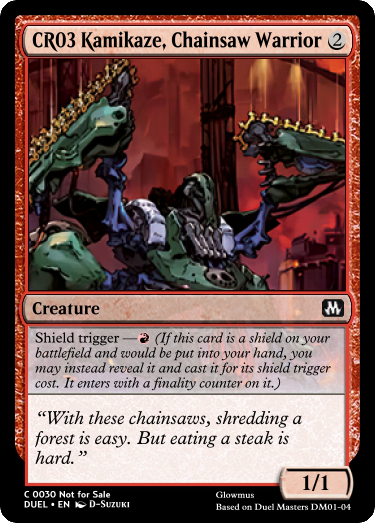 CR03 Kamikaze, Chainsaw Warrior 2
Creature
Shield trigger — (If this card is a shield on your
battlefield and would be put into your hand, you
may instead reveal it and cast it for its shield trigger
cost. It enters with a finality counter on it.)
“With these chainsaws, shredding a
forest is easy. But eating a steak is
hard.”
1/1
C 0030 Not for Sale
DUEL • EN D-Suzuki
Glowmus
Based on Duel Masters DM01-04